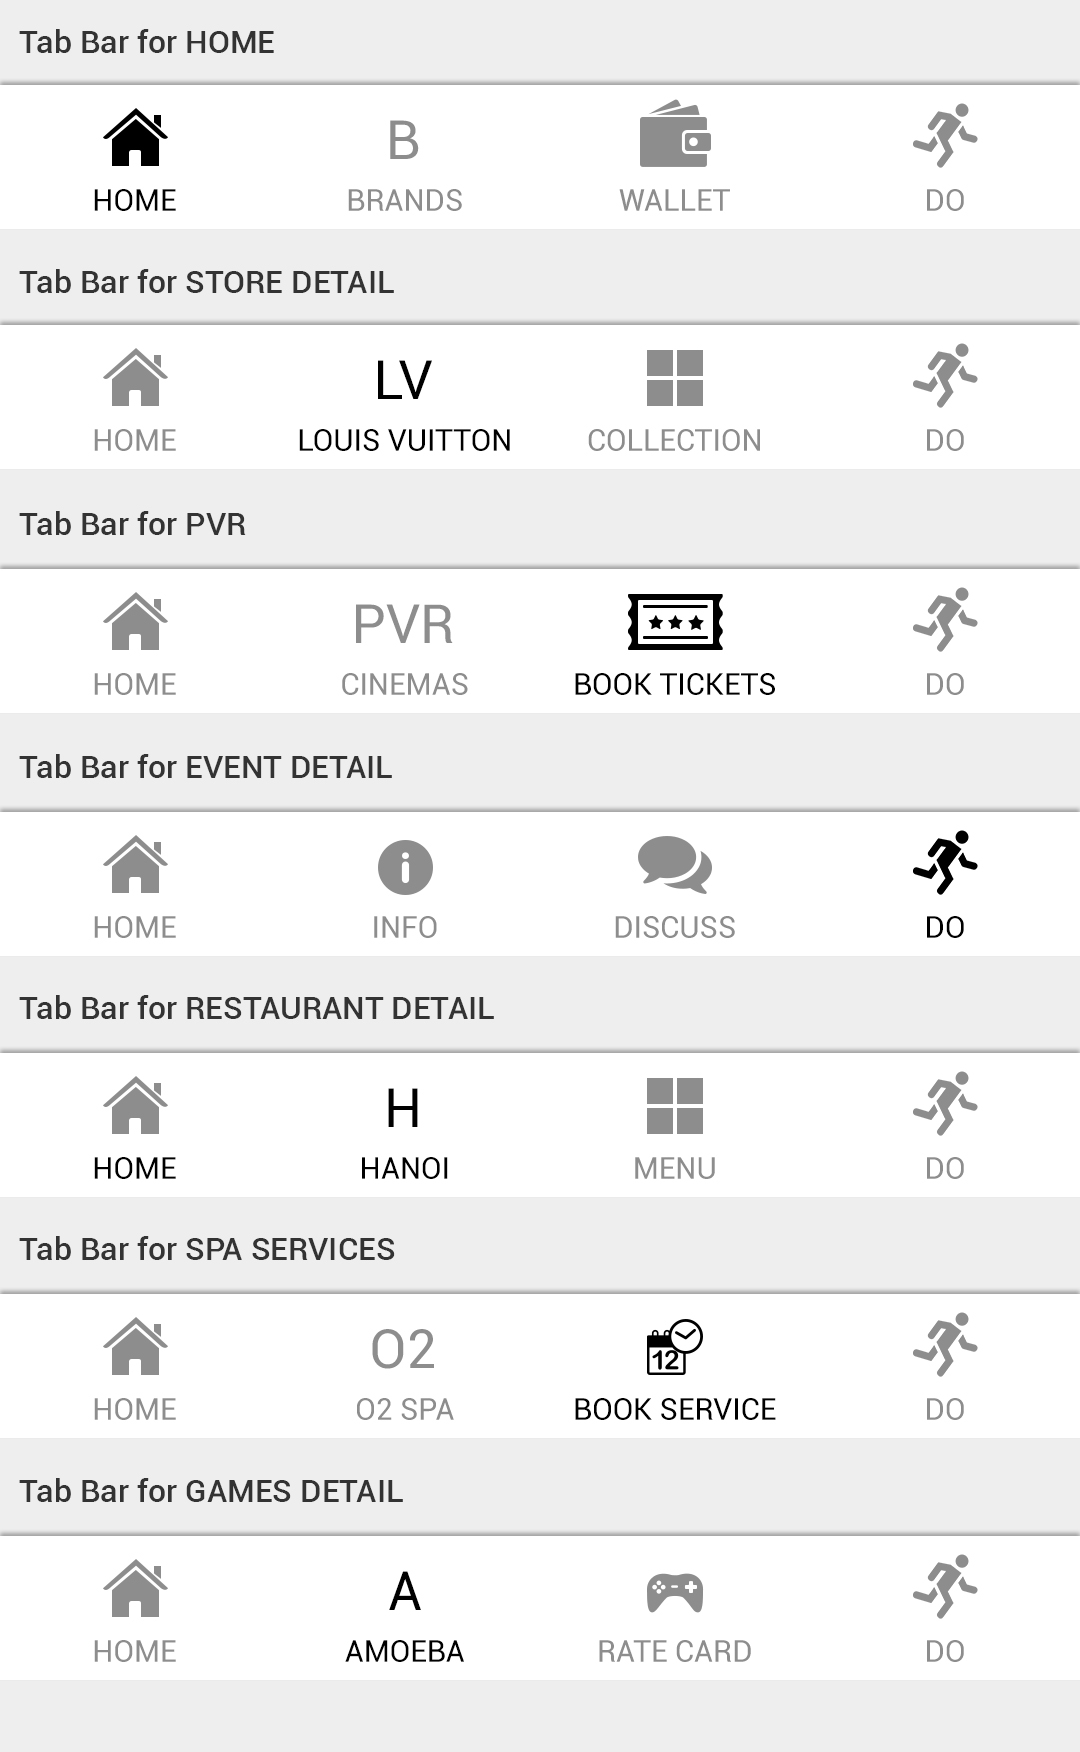 Tab Bar for HOME
B
HOME BRANDS WALLET DO
Tab Bar for STORE DETAIL
LV
HOME LOUIS VUITTON COLLECTION DO
Tab Bar for PVR
PVR
HOME CINEMAS BOOK TICKETS DO
Tab Bar for EVENT DETAIL
i
HOME INFO DISCUSS DO
Tab Bar for RESTAURANT DETAIL
H
HOME HANOI MENU DO
Tab Bar for SPA SERVICES
O2 12
HOME O2 SPA BOOK SERVICE DO
Tab Bar for GAMES DETAIL
A
HOME AMOEBA RATE CARD DO